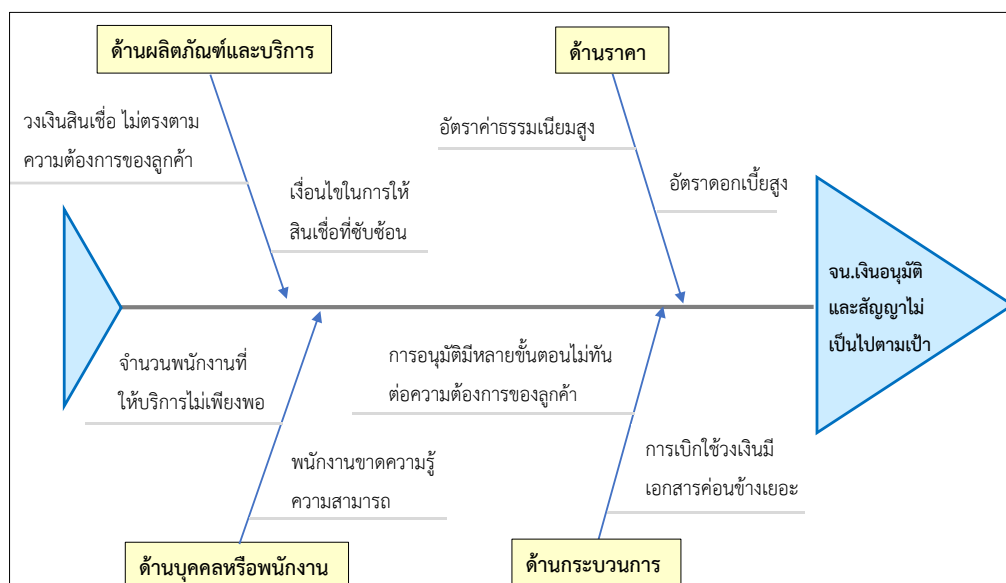 ด้านผลิตภัณฑ์และบริการ
ด้านราคา
วงเงินสินเชื่อ ไม่ตรงตาม
ความต้องการของลูกค้า
เงื่อนไขในการให้
สินเชื่อที่ซับซ้อน
อัตราค่าธรรมเนียมสูง
อัตราดอกเบี้ยสูง
จน.เงินอนุมัติ
และสัญญาไม่
เป็นไปตามเป้า
จำนวนพนักงานที่
ให้บริการไม่เพียงพอ
พนักงานขาดความรู้
ความสามารถ
การอนุมัติมีหลายขั้นตอนไม่ทัน
ต่อความต้องการของลูกค้า
การเบิกใช้วงเงินมี
เอกสารค่อนข้างเยอะ
ด้านบุคคลหรือพนักงาน
ด้านกระบวนการ